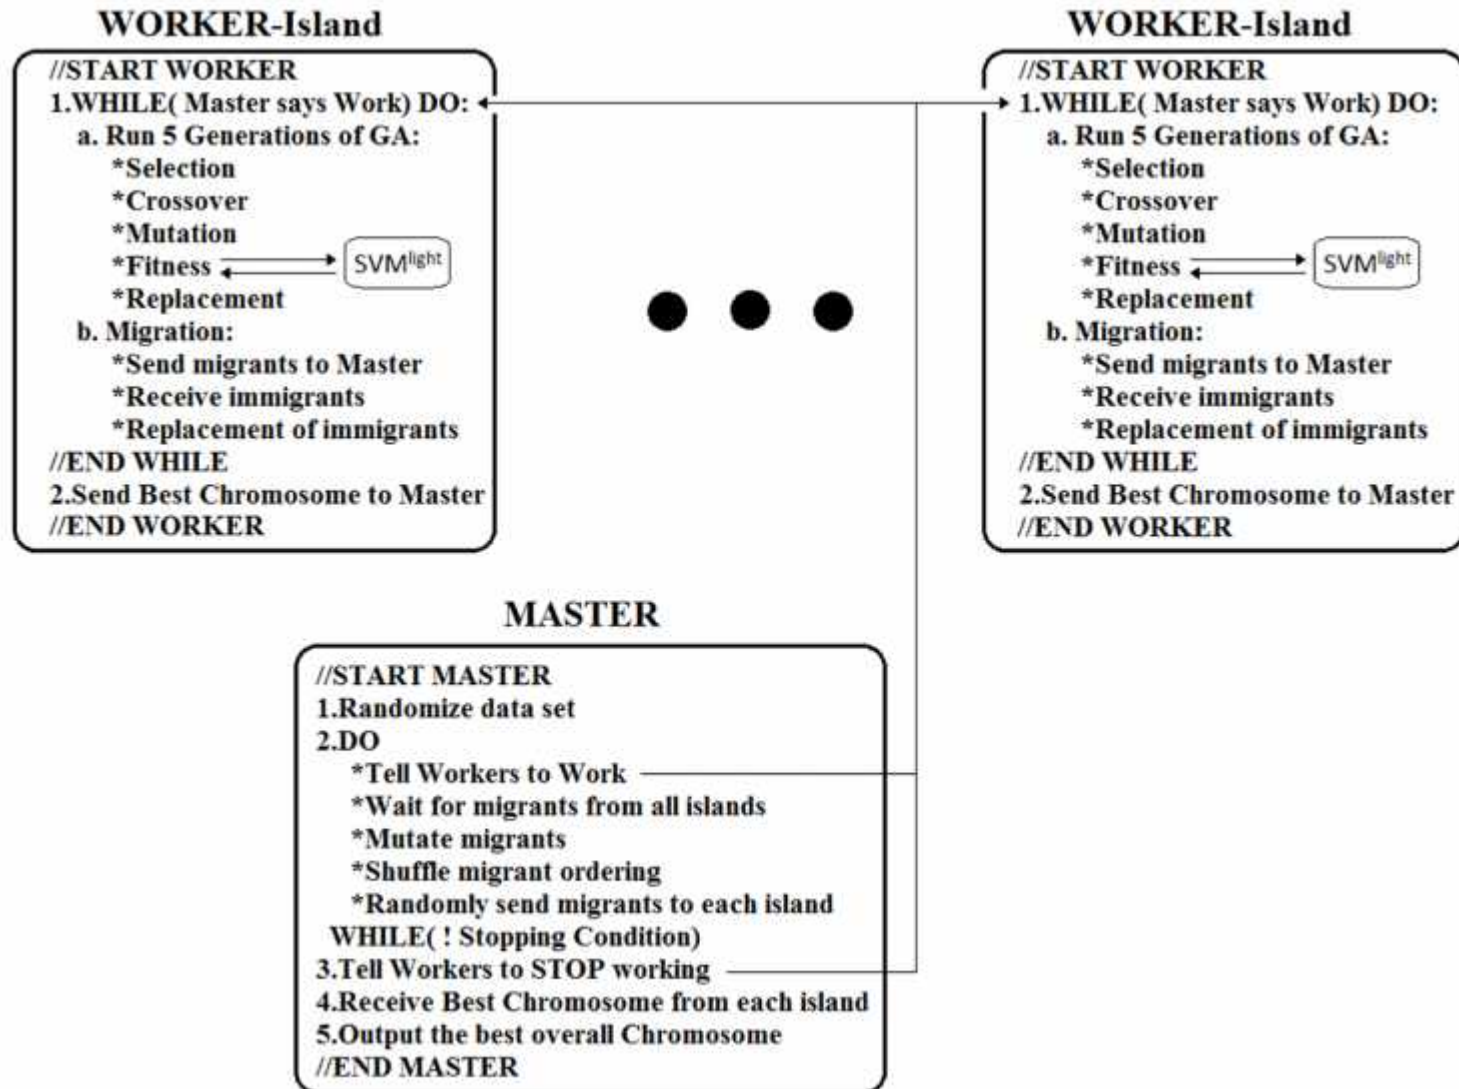 WORKER-Island
//START WORKER
1.WHILE( Master says Work) DO:
a. Run 5 Generations of GA:
*Selection
*Crossover
*Mutation
*Fitness
SVMlight
*Replacement
b. Migration:
*Send migrants to Master
*Receive immigrants
*Replacement of immigrants
//END WHILE
2.Send Best Chromosome to Master
//END WORKER
WORKER-Island
//START WORKER
1.WHILE( Master says Work) DO:
a. Run 5 Generations of GA:
*Selection
*Crossover
*Mutation
*Fitness
SVMlight
*Replacement
b. Migration:
*Send migrants to Master
*Receive immigrants
*Replacement of immigrants
//END WHILE
2.Send Best Chromosome to Master
//END WORKER
MASTER
//START MASTER
1.Randomize data set
2.DO
*Tell Workers to Work
*Wait for migrants from all islands
*Mutate migrants
*Shuffle migrant ordering
*Randomly send migrants to each island
WHILE( ! Stopping Condition)
3.Tell Workers to STOP working
4.Receive Best Chromosome from each island
5.Output the best overall Chromosome
//END MASTER